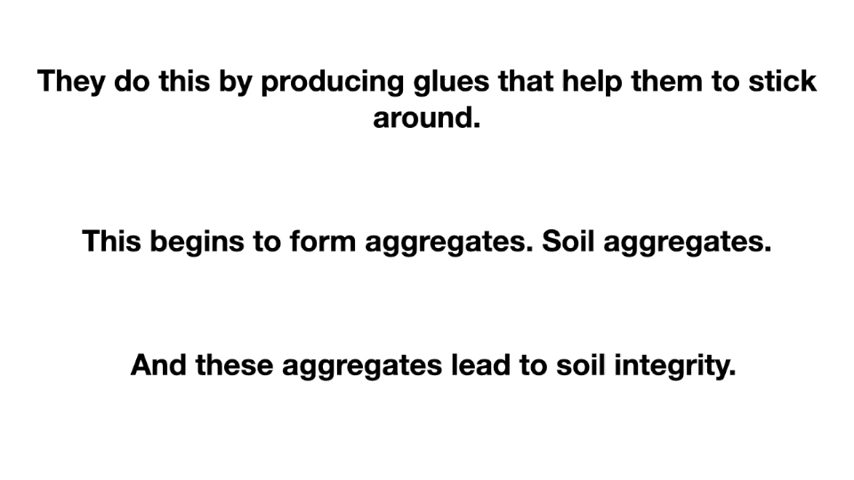 They do this by producing glues that help them to stick
around.
This begins to form aggregates. Soil aggregates.
And these aggregates lead to soil integrity.